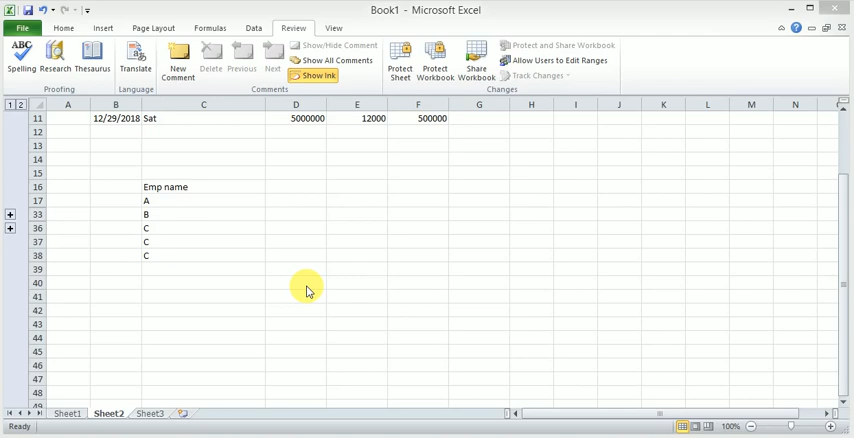 Book1 - Microsoft Excel
File Home Insert Page Layout Formulas Data Review View
ABC
Spelling Research Thesaurus
Proofing
Translate
Language
New Comment Delete Previous Next
Show/Hide Comment
Show All Comments
Show Ink
Comments
Protect Sheet Protect Workbook Share Workbook
Protect and Share Workbook
Allow Users to Edit Ranges
Track Changes
Changes
1 2 A B C D E F G H I J K L M N
11 12/29/2018 Sat 5000000 12000 500000
12
13
14
15
16 Emp name
17 A
33 B
36 C
37 C
38 C
39
40
41
42
43
44
45
46
47
48
49
Sheet1 Sheet2 Sheet3
Ready 100%